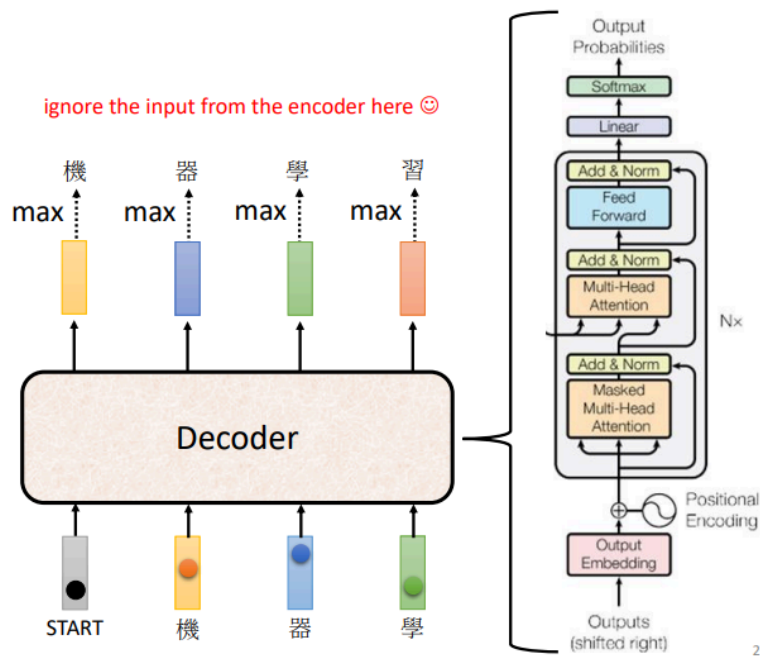 ignore the input from the encoder here ☺
機 器 學 習
max max max max
Decoder
START 機 器 學
Output
Probabilities
Softmax
Linear
Add & Norm
Feed
Forward
Add & Norm
Multi-Head
Attention
N×
Add & Norm
Masked
Multi-Head
Attention
Positional
Encoding
Output
Embedding
Outputs
(shifted right)
2